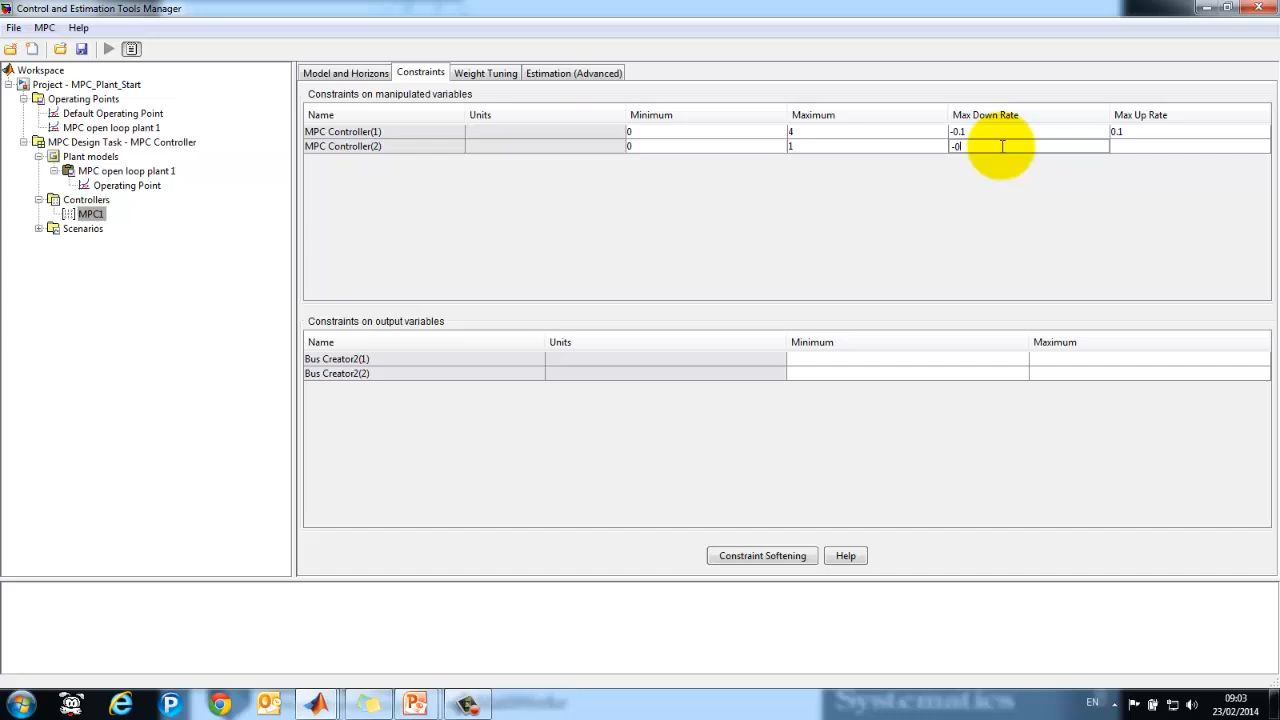 Control and Estimation Tools Manager
File MPC Help
Workspace
Project - MPC_Plant_Start
Operating Points
Default Operating Point
MPC open loop plant 1
MPC Design Task - MPC Controller
Plant models
MPC open loop plant 1
Operating Point
Controllers
MPC1
Scenarios
Model and Horizons Constraints Weight Tuning Estimation (Advanced)
Constraints on manipulated variables
Name Units Minimum Maximum Max Down Rate Max Up Rate
MPC Controller(1) 0 4 -0.1 0.1
MPC Controller(2) 0 1 -0
Constraints on output variables
Name Units Minimum Maximum
Bus Creator2(1)
Bus Creator2(2)
Constraint Softening Help
Systematics
EN 09:03
23/02/2014